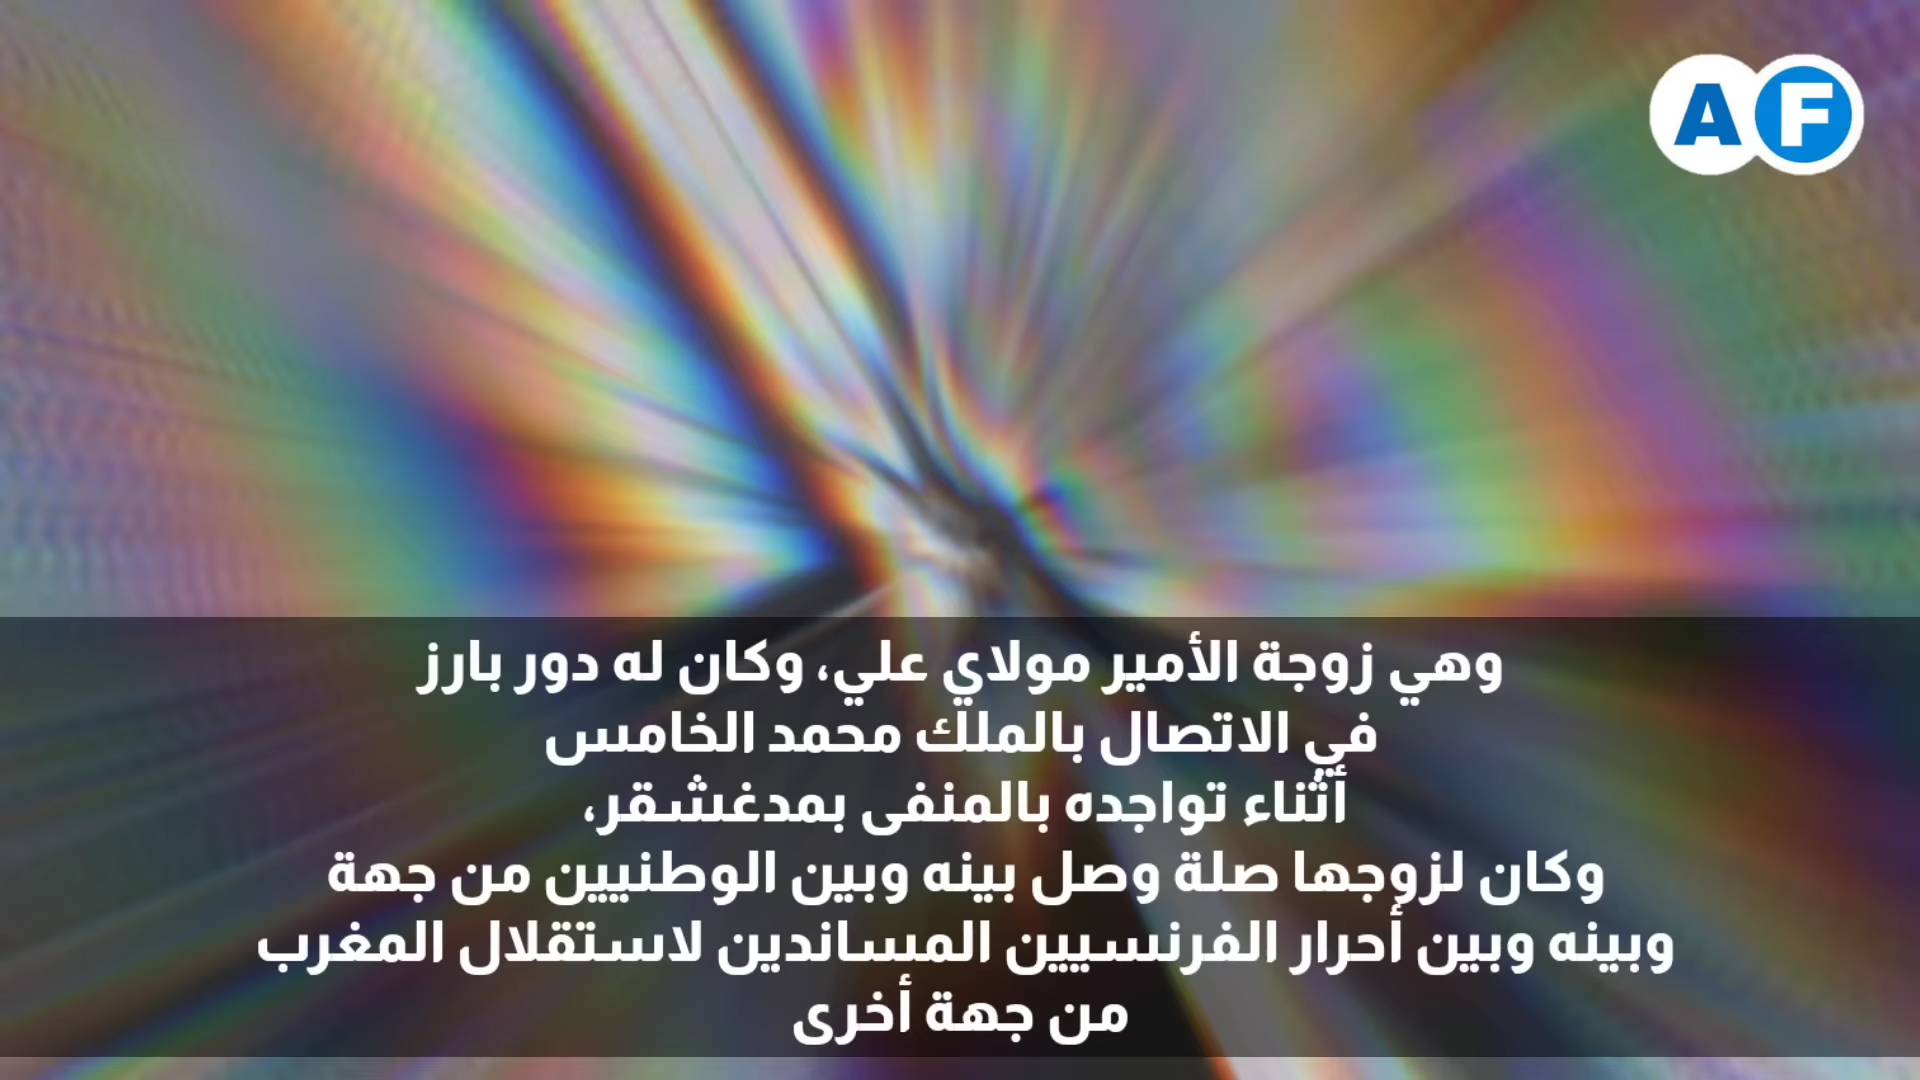 AF
وهي زوجة الأمير مولاي علي، وكان له دور بارز
في الاتصال بالملك محمد الخامس
أثناء تواجده بالمنفى بمدغشقر،
وكان لزوجها صلة وصل بينه وبين الوطنيين من جهة
وبينه وبين أحرار الفرنسيين المساندين لاستقلال المغرب
من جهة أخرى